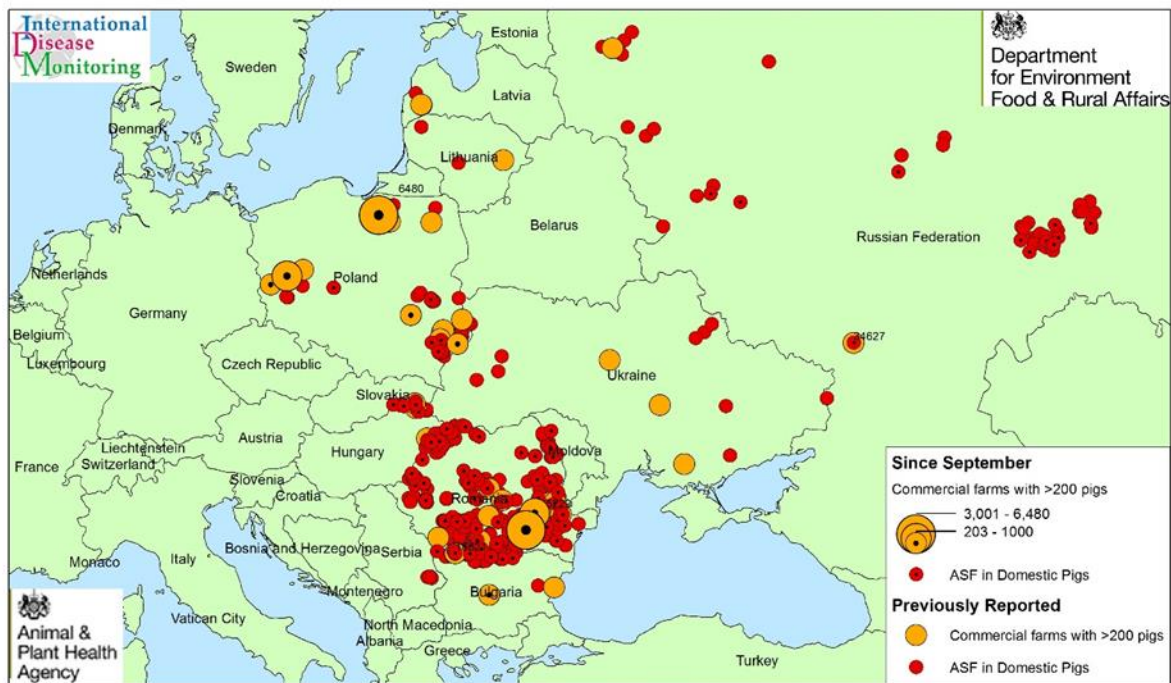 International
Disease
Monitoring
Department
for Environment
Food & Rural Affairs
Estonia
Sweden
Latvia
Denmark
Lithuania
6480
Belarus
Russian Federation
Netherlands
Poland
Germany
Belgium
Luxembourg
14627
Czech Republic
Ukraine
Slovakia
Austria
Liechtenstein
Switzerland
Hungary
Moldova
France
Slovenia
Croatia
Romania
Bosnia and Herzegovina
Serbia
Monaco
Italy
Montenegro
Bulgaria
Vatican City
North Macedonia
Albania
Greece
Turkey
Since September
Commercial farms with >200 pigs
3,001 - 6,480
203 - 1000
ASF in Domestic Pigs
Previously Reported
Commercial farms with >200 pigs
ASF in Domestic Pigs
Animal &
Plant Health
Agency